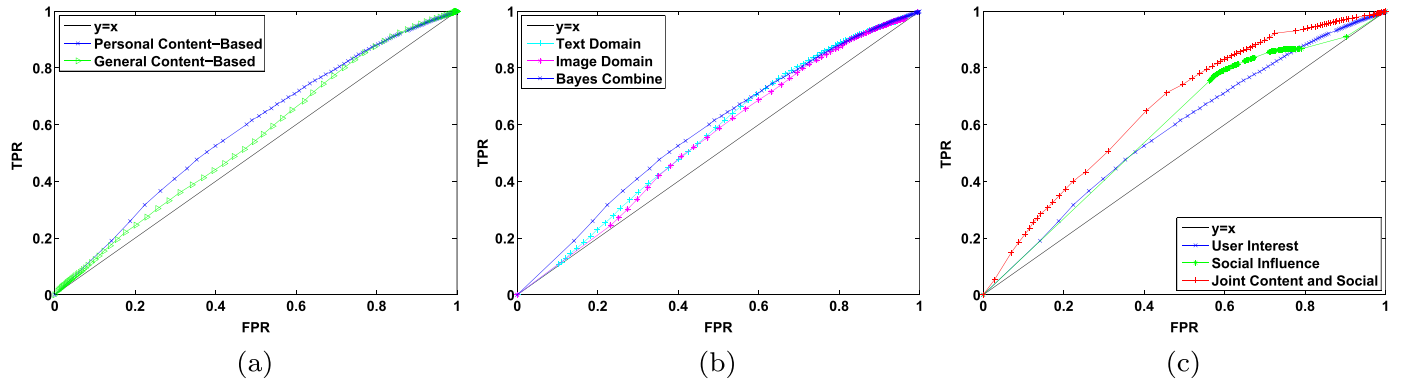 y=x
Personal Content−Based
General Content−Based
TPR
1
0.8
0.6
0.4
0.2
0
0 0.2 0.4 0.6 0.8 1
FPR
(a)
y=x
Text Domain
Image Domain
Bayes Combine
TPR
1
0.8
0.6
0.4
0.2
0
0 0.2 0.4 0.6 0.8 1
FPR
(b)
TPR
1
0.8
0.6
0.4
0.2
0
y=x
User Interest
Social Influence
Joint Content and Social
0 0.2 0.4 0.6 0.8 1
FPR
(c)